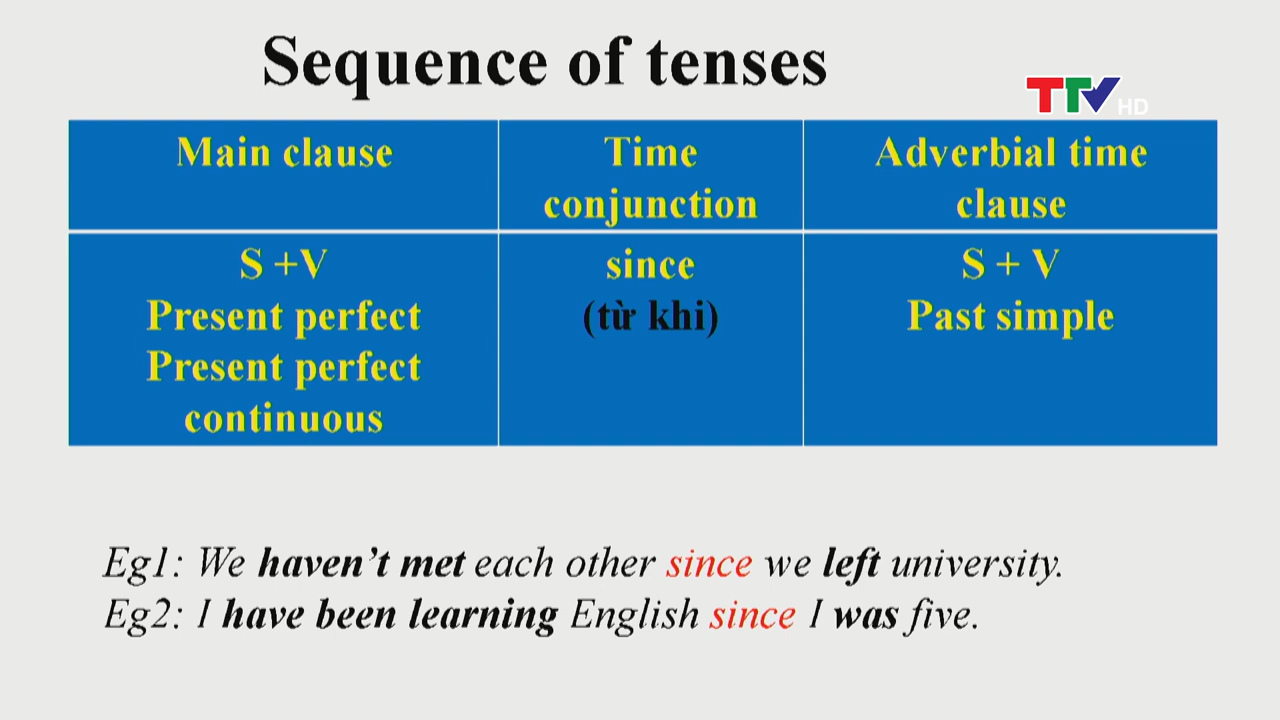 Sequence of tenses
TTV HD
Main clause
Time
conjunction
Adverbial time
clause
S +V
Present perfect
Present perfect
continuous
since
(từ khi)
S + V
Past simple
Eg1: We haven’t met each other since we left university.
Eg2: I have been learning English since I was five.